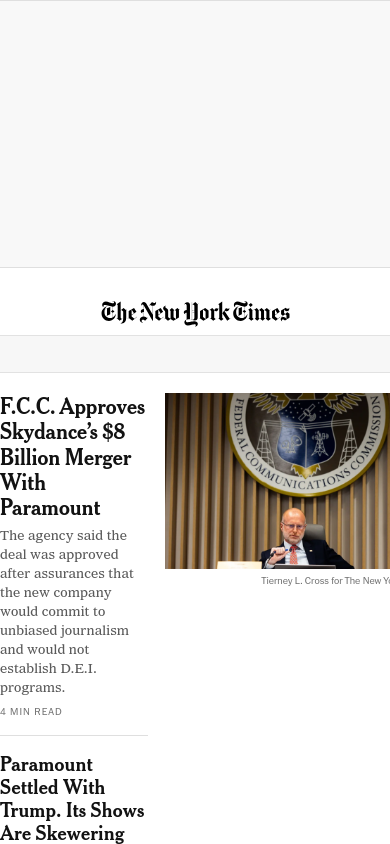 The New York Times
F.C.C. Approves
Skydance’s $8
Billion Merger
With
Paramount
The agency said the
deal was approved
after assurances that
the new company
would commit to
unbiased journalism
and would not
establish D.E.I.
programs.
4 MIN READ
FEDERAL COMMUNICATIONS COMMISSION
Tierney L. Cross for The New Yo
Paramount
Settled With
Trump. Its Shows
Are Skewering